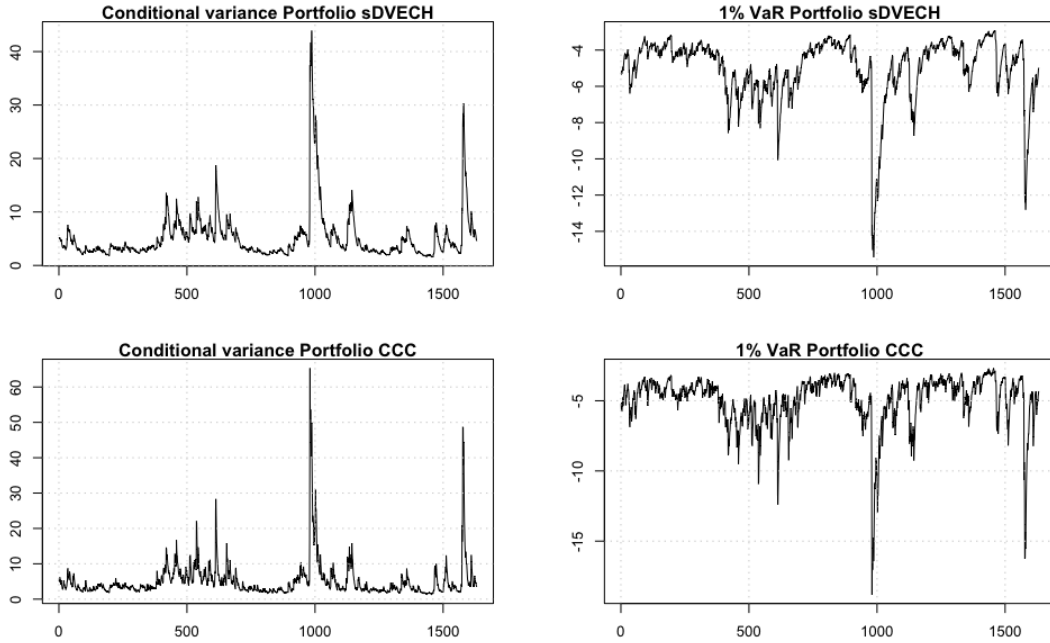 Conditional variance Portfolio sDVECH
40
30
20
10
0
0 500 1000 1500
1% VaR Portfolio sDVECH
4
-6
-8
-10
-12
-14
0 500 1000 1500
Conditional variance Portfolio CCC
60
50
40
30
20
10
0
0 500 1000 1500
1% VaR Portfolio CCC
-5
-10
-15
0 500 1000 1500